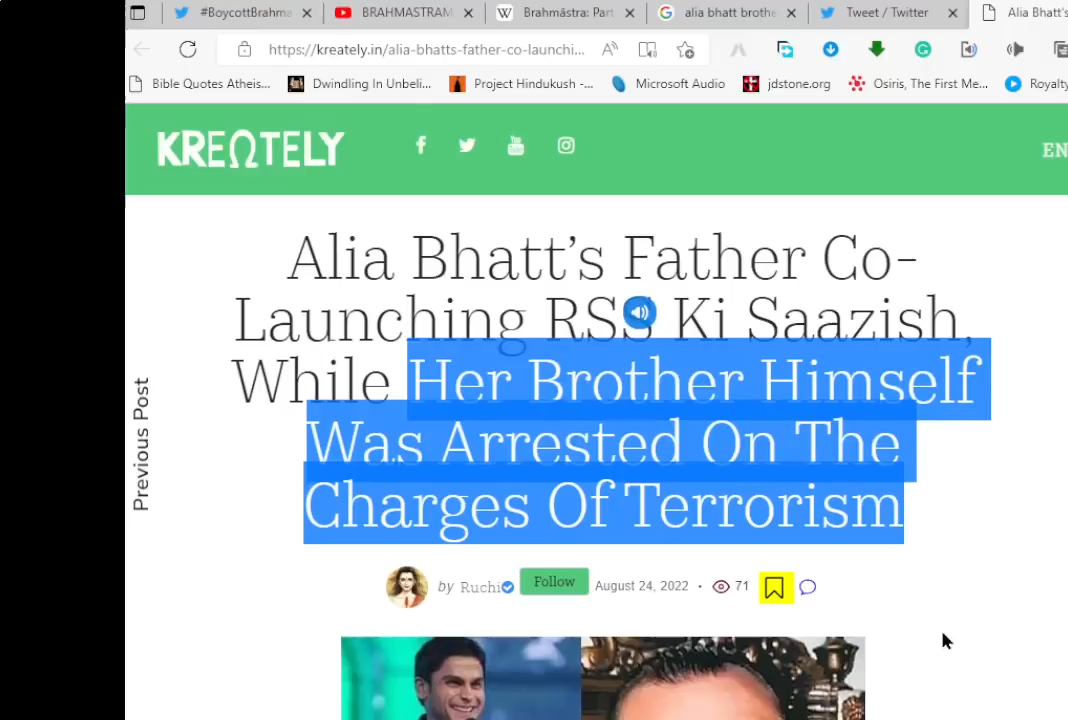 #BoycottBrahma
BRAHMASTRAM
Brahmāstra: Part
alia bhatt brothe
Tweet / Twitter
Alia Bhatt's
https://kreately.in/alia-bhatts-father-co-launchi...
Bible Quotes Atheis...
Dwindling In Unbeli...
Project Hindukush -...
Microsoft Audio
jdstone.org
Osiris, The First Me...
Royalty
KREΩTELY
EN
Alia Bhatt’s Father Co-
Launching RSS Ki Saazish,
While Her Brother Himself
Was Arrested On The
Charges Of Terrorism
by Ruchi Follow August 24, 2022 · 71
Previous Post